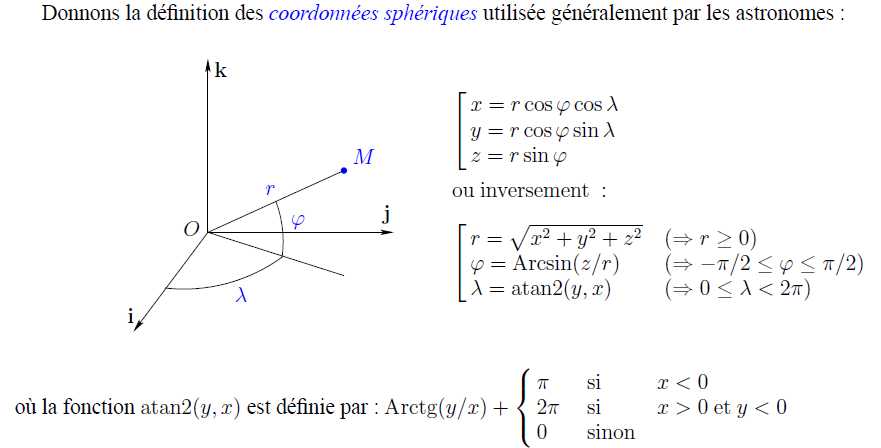 Donnons la définition des coordonnées sphériques utilisée généralement par les astronomes :
k
M
r
φ
j
O
λ
i
x = r cos φ cos λ
y = r cos φ sin λ
z = r sin φ
ou inversement :
r = √(x² + y² + z²) (⇒ r ≥ 0)
φ = Arcsin(z/r) (⇒ −π/2 ≤ φ ≤ π/2)
λ = atan2(y, x) (⇒ 0 ≤ λ < 2π)
où la fonction atan2(y, x) est définie par : Arctg(y/x) + {
π si x < 0
2π si x > 0 et y < 0
0 sinon